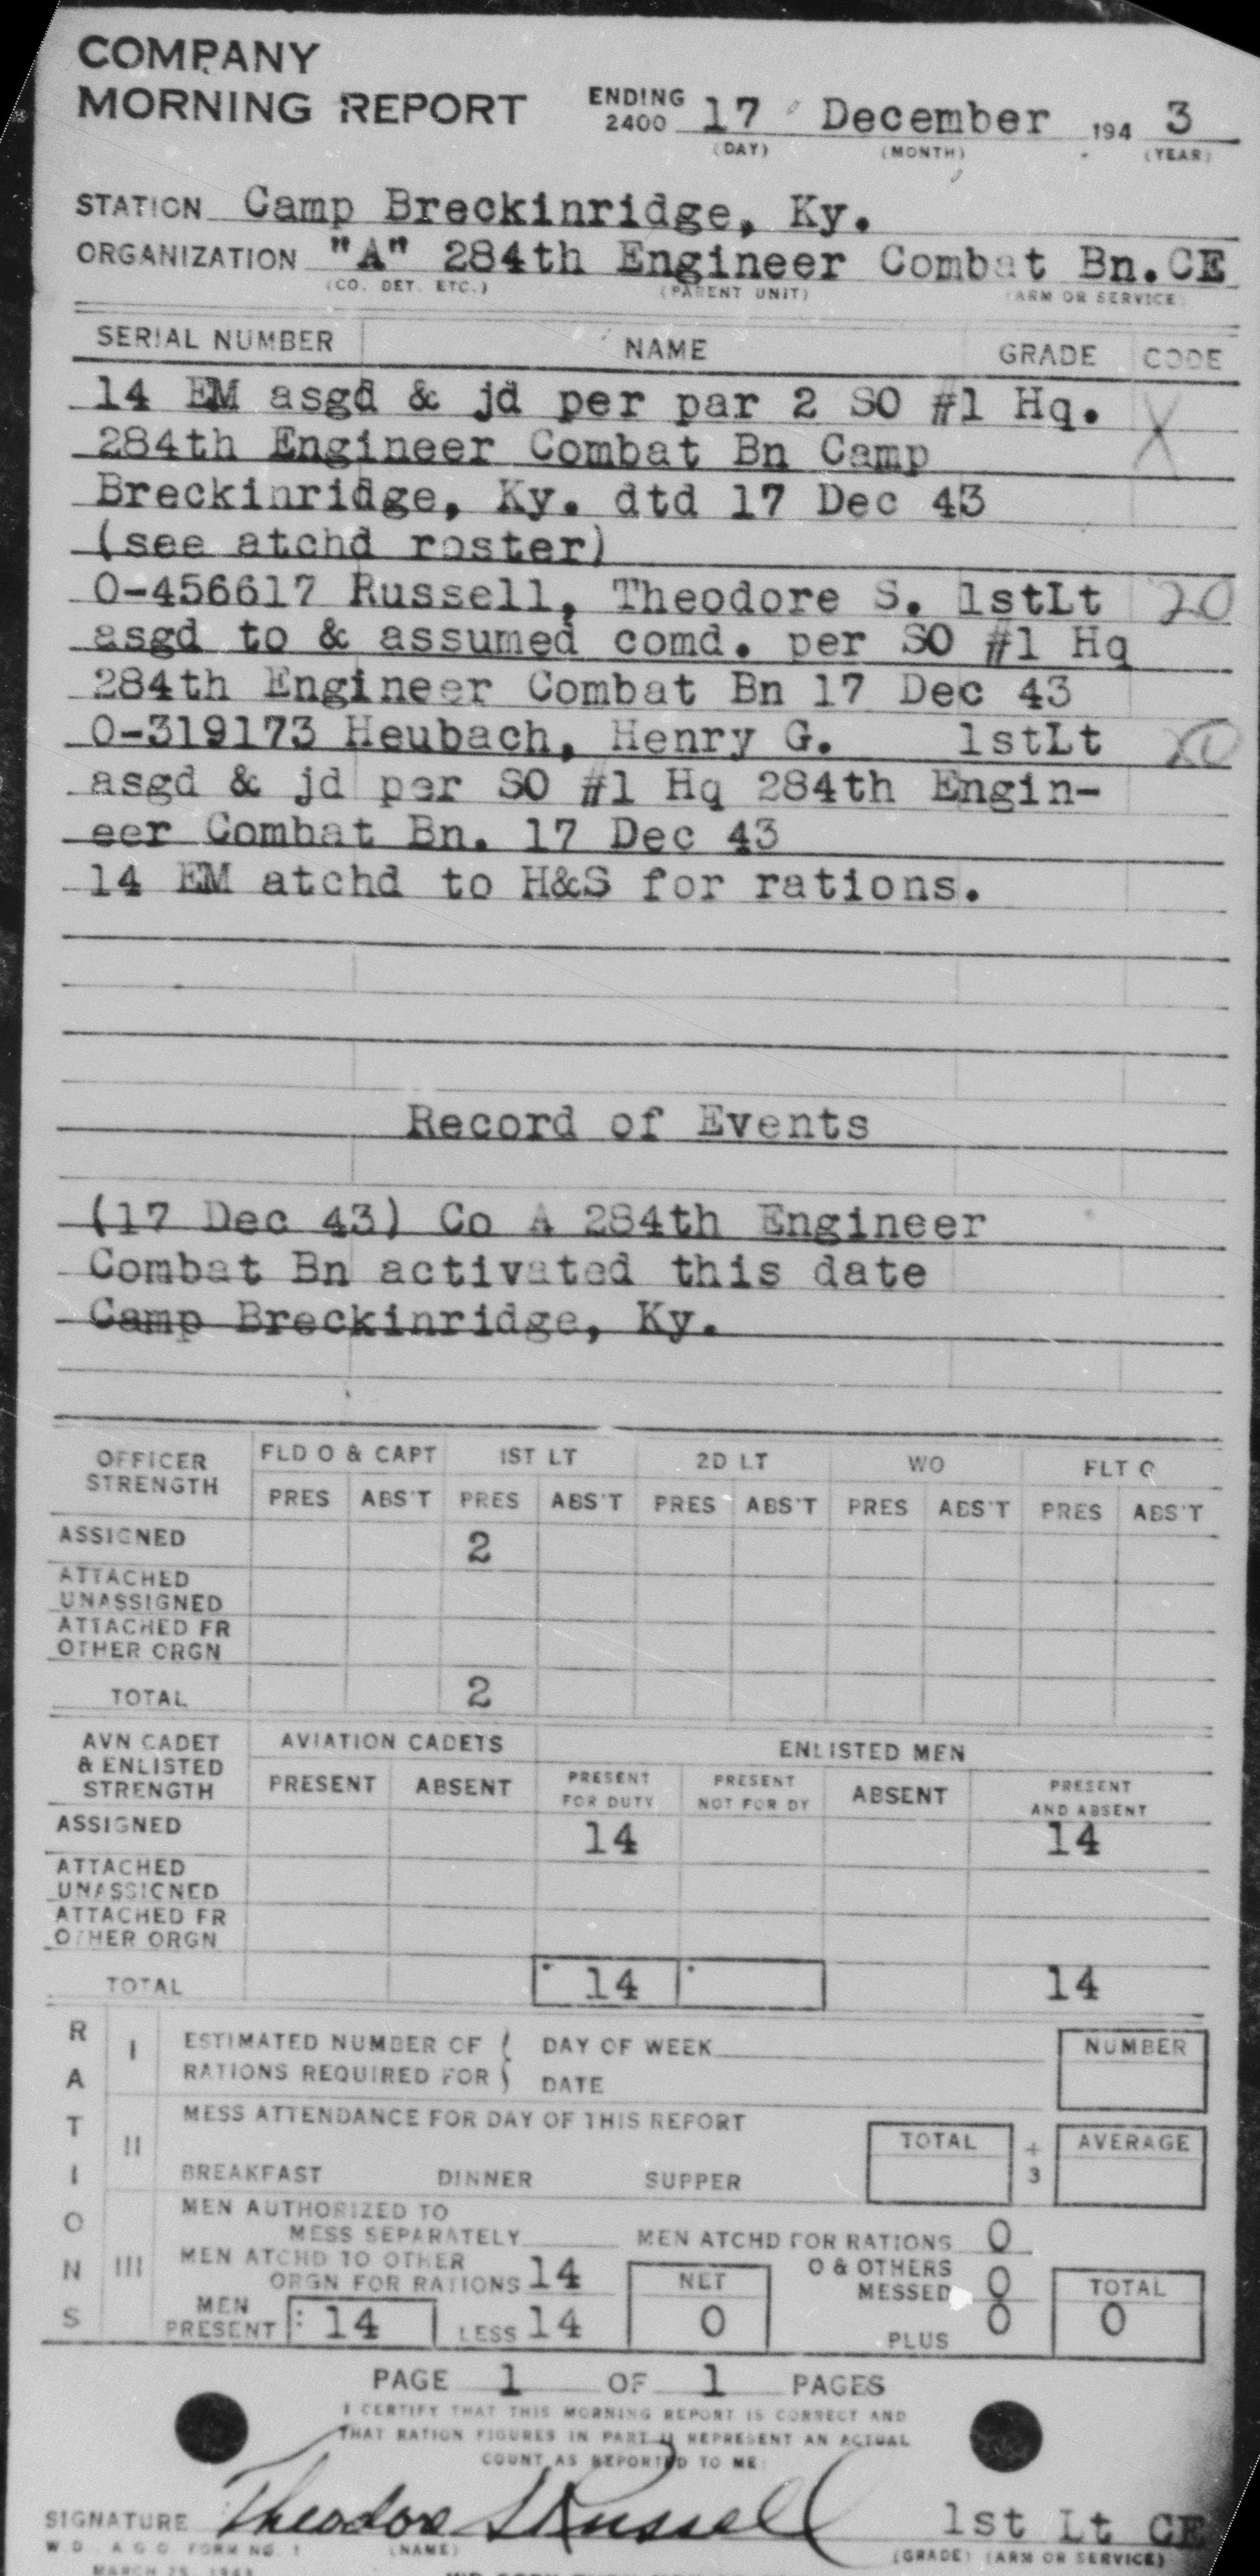 COMPANY
MORNING REPORT ENDING 2400 17 December 194 3
(DAY) (MONTH) (YEAR)
STATION Camp Breckinridge, Ky.
ORGANIZATION "A" 284th Engineer Combat Bn. CE
(CO. DET. ETC.) (PARENT UNIT) (ARM OR SERVICE)
SERIAL NUMBER NAME GRADE CODE
14 EM asgd & jd per par 2 SO #1 Hq. X
284th Engineer Combat Bn Camp
Breckinridge, Ky. dtd 17 Dec 43
(see atchd roster)
O-456617 Russell, Theodore S. 1stLt 20
asgd to & assumed comd. per SO #1 Hq
284th Engineer Combat Bn 17 Dec 43
O-319173 Heubach, Henry G. 1stLt
asgd & jd per SO #1 Hq 284th Engin-
eer Combat Bn. 17 Dec 43
14 EM atchd to H&S for rations.
Record of Events
(17 Dec 43) Co A 284th Engineer
Combat Bn activated this date
Camp Breckinridge, Ky.
OFFICER STRENGTH FLD O & CAPT 1ST LT 2D LT WO FLT O
PRES ABS'T PRES ABS'T PRES ABS'T PRES ABS'T PRES ABS'T
ASSIGNED 2
ATTACHED
UNASSIGNED
ATTACHED FR
OTHER ORGN
TOTAL 2
AVN CADET & ENLISTED STRENGTH AVIATION CADETS ENLISTED MEN
PRESENT ABSENT PRESENT FOR DUTY PRESENT NOT FOR DY ABSENT PRESENT AND ABSENT
ASSIGNED 14 14
ATTACHED
UNASSIGNED
ATTACHED FR
OTHER ORGN
TOTAL 14 14
RATIONS
I ESTIMATED NUMBER OF DAY OF WEEK NUMBER
RATIONS REQUIRED FOR DATE
II MESS ATTENDANCE FOR DAY OF THIS REPORT
TOTAL ÷ 3 AVERAGE
BREAKFAST DINNER SUPPER
III MEN AUTHORIZED TO
MESS SEPARATELY MEN ATCHD FOR RATIONS 0
MEN ATCHD TO OTHER
ORGN FOR RATIONS 14 NET O & OTHERS
MESSED 0 TOTAL
MEN
PRESENT 14 LESS 14 0 PLUS 0 0
PAGE 1 OF 1 PAGES
I CERTIFY THAT THIS MORNING REPORT IS CORRECT AND
THAT RATION FIGURES IN PART II REPRESENT AN ACTUAL
COUNT AS REPORTED TO ME:
SIGNATURE Theodore S Russell 1st Lt CE
W.D. A.G.O. FORM NO. 1 (NAME) (GRADE) (ARM OR SERVICE)
MARCH 25, 1943